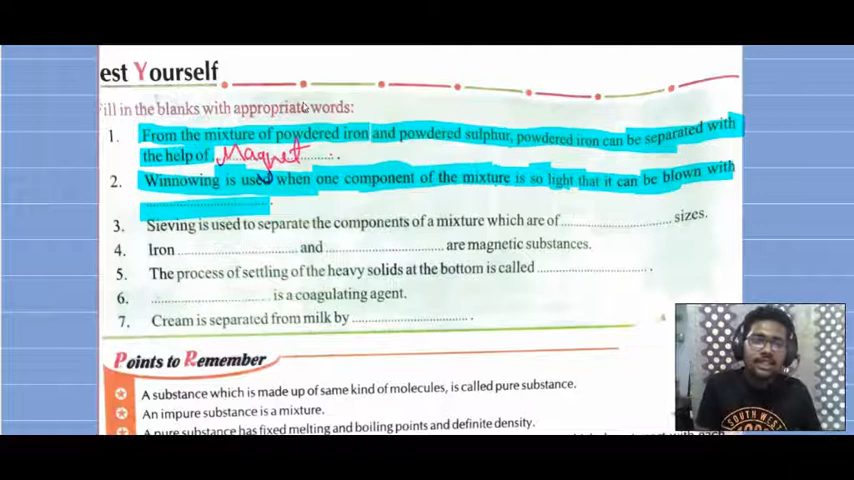 est Yourself
ill in the blanks with appropriate words:
1. From the mixture of powdered iron and powdered sulphur, powdered iron can be separated with
the help of Magnet.
2. Winnowing is used when one component of the mixture is so light that it can be blown with
................................
3. Sieving is used to separate the components of a mixture which are of ............................ sizes.
4. Iron ............................ and ............................ are magnetic substances.
5. The process of settling of the heavy solids at the bottom is called ............................ .
6. ............................ is a coagulating agent.
7. Cream is separated from milk by ............................ .
Points to Remember
A substance which is made up of same kind of molecules, is called pure substance.
An impure substance is a mixture.
A pure substance has fixed melting and boiling points and definite density.
SOUTH WEST